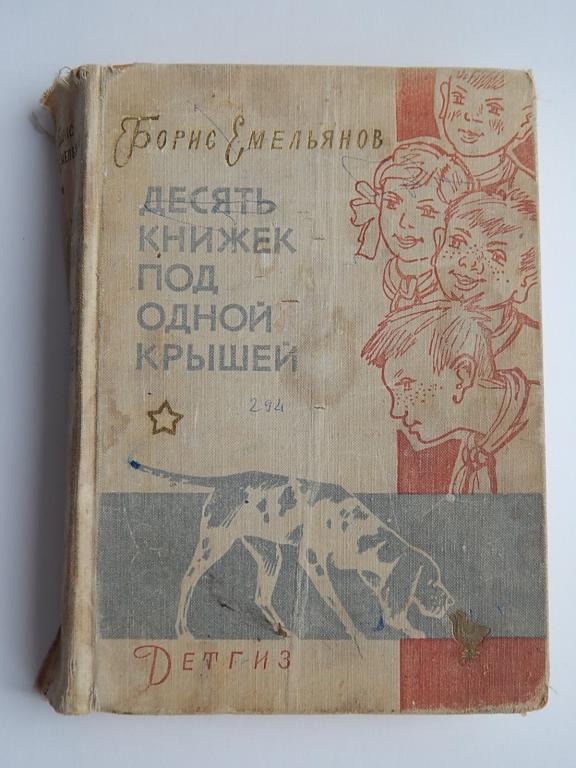 Борис Емельянов
ДЕСЯТЬ
КНИЖЕК
ПОД
ОДНОЙ
КРЫШЕЙ
294
Детгиз